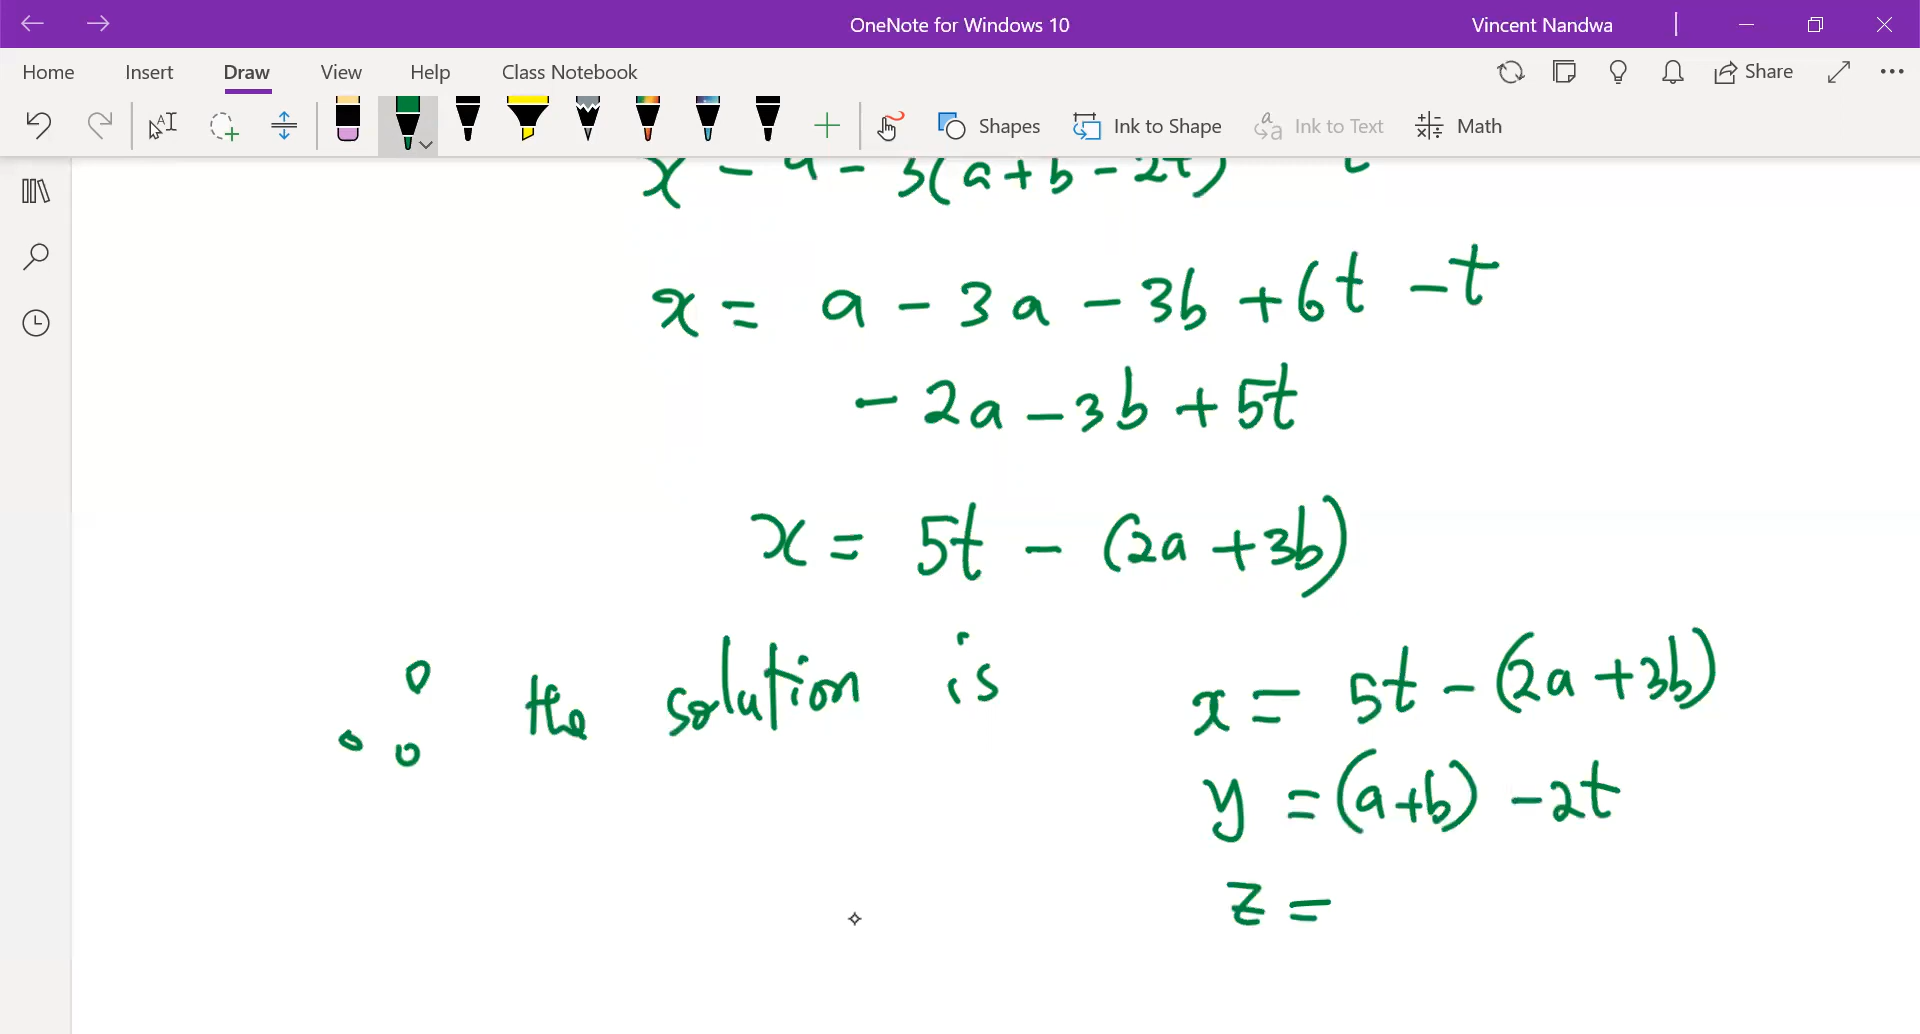 OneNote for Windows 10
Vincent Nandwa
Home Insert Draw View Help Class Notebook Share
Shapes Ink to Shape Ink to Text Math
x = a - 3(a + b - 2t) - t
x = a - 3a - 3b + 6t - t
- 2a - 3b + 5t
x = 5t - (2a + 3b)
∴ the solution is x = 5t - (2a + 3b)
y = (a+b) - 2t
z =